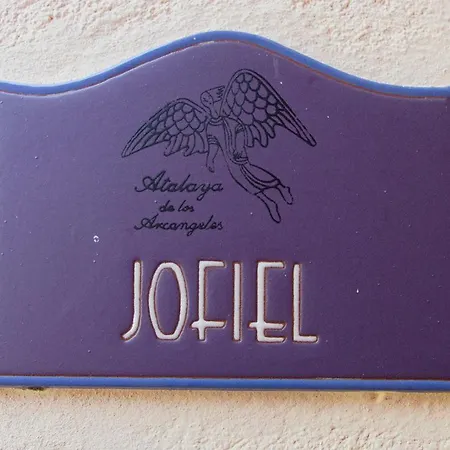 Atalaya
de los
Arcangeles
JOFIEL